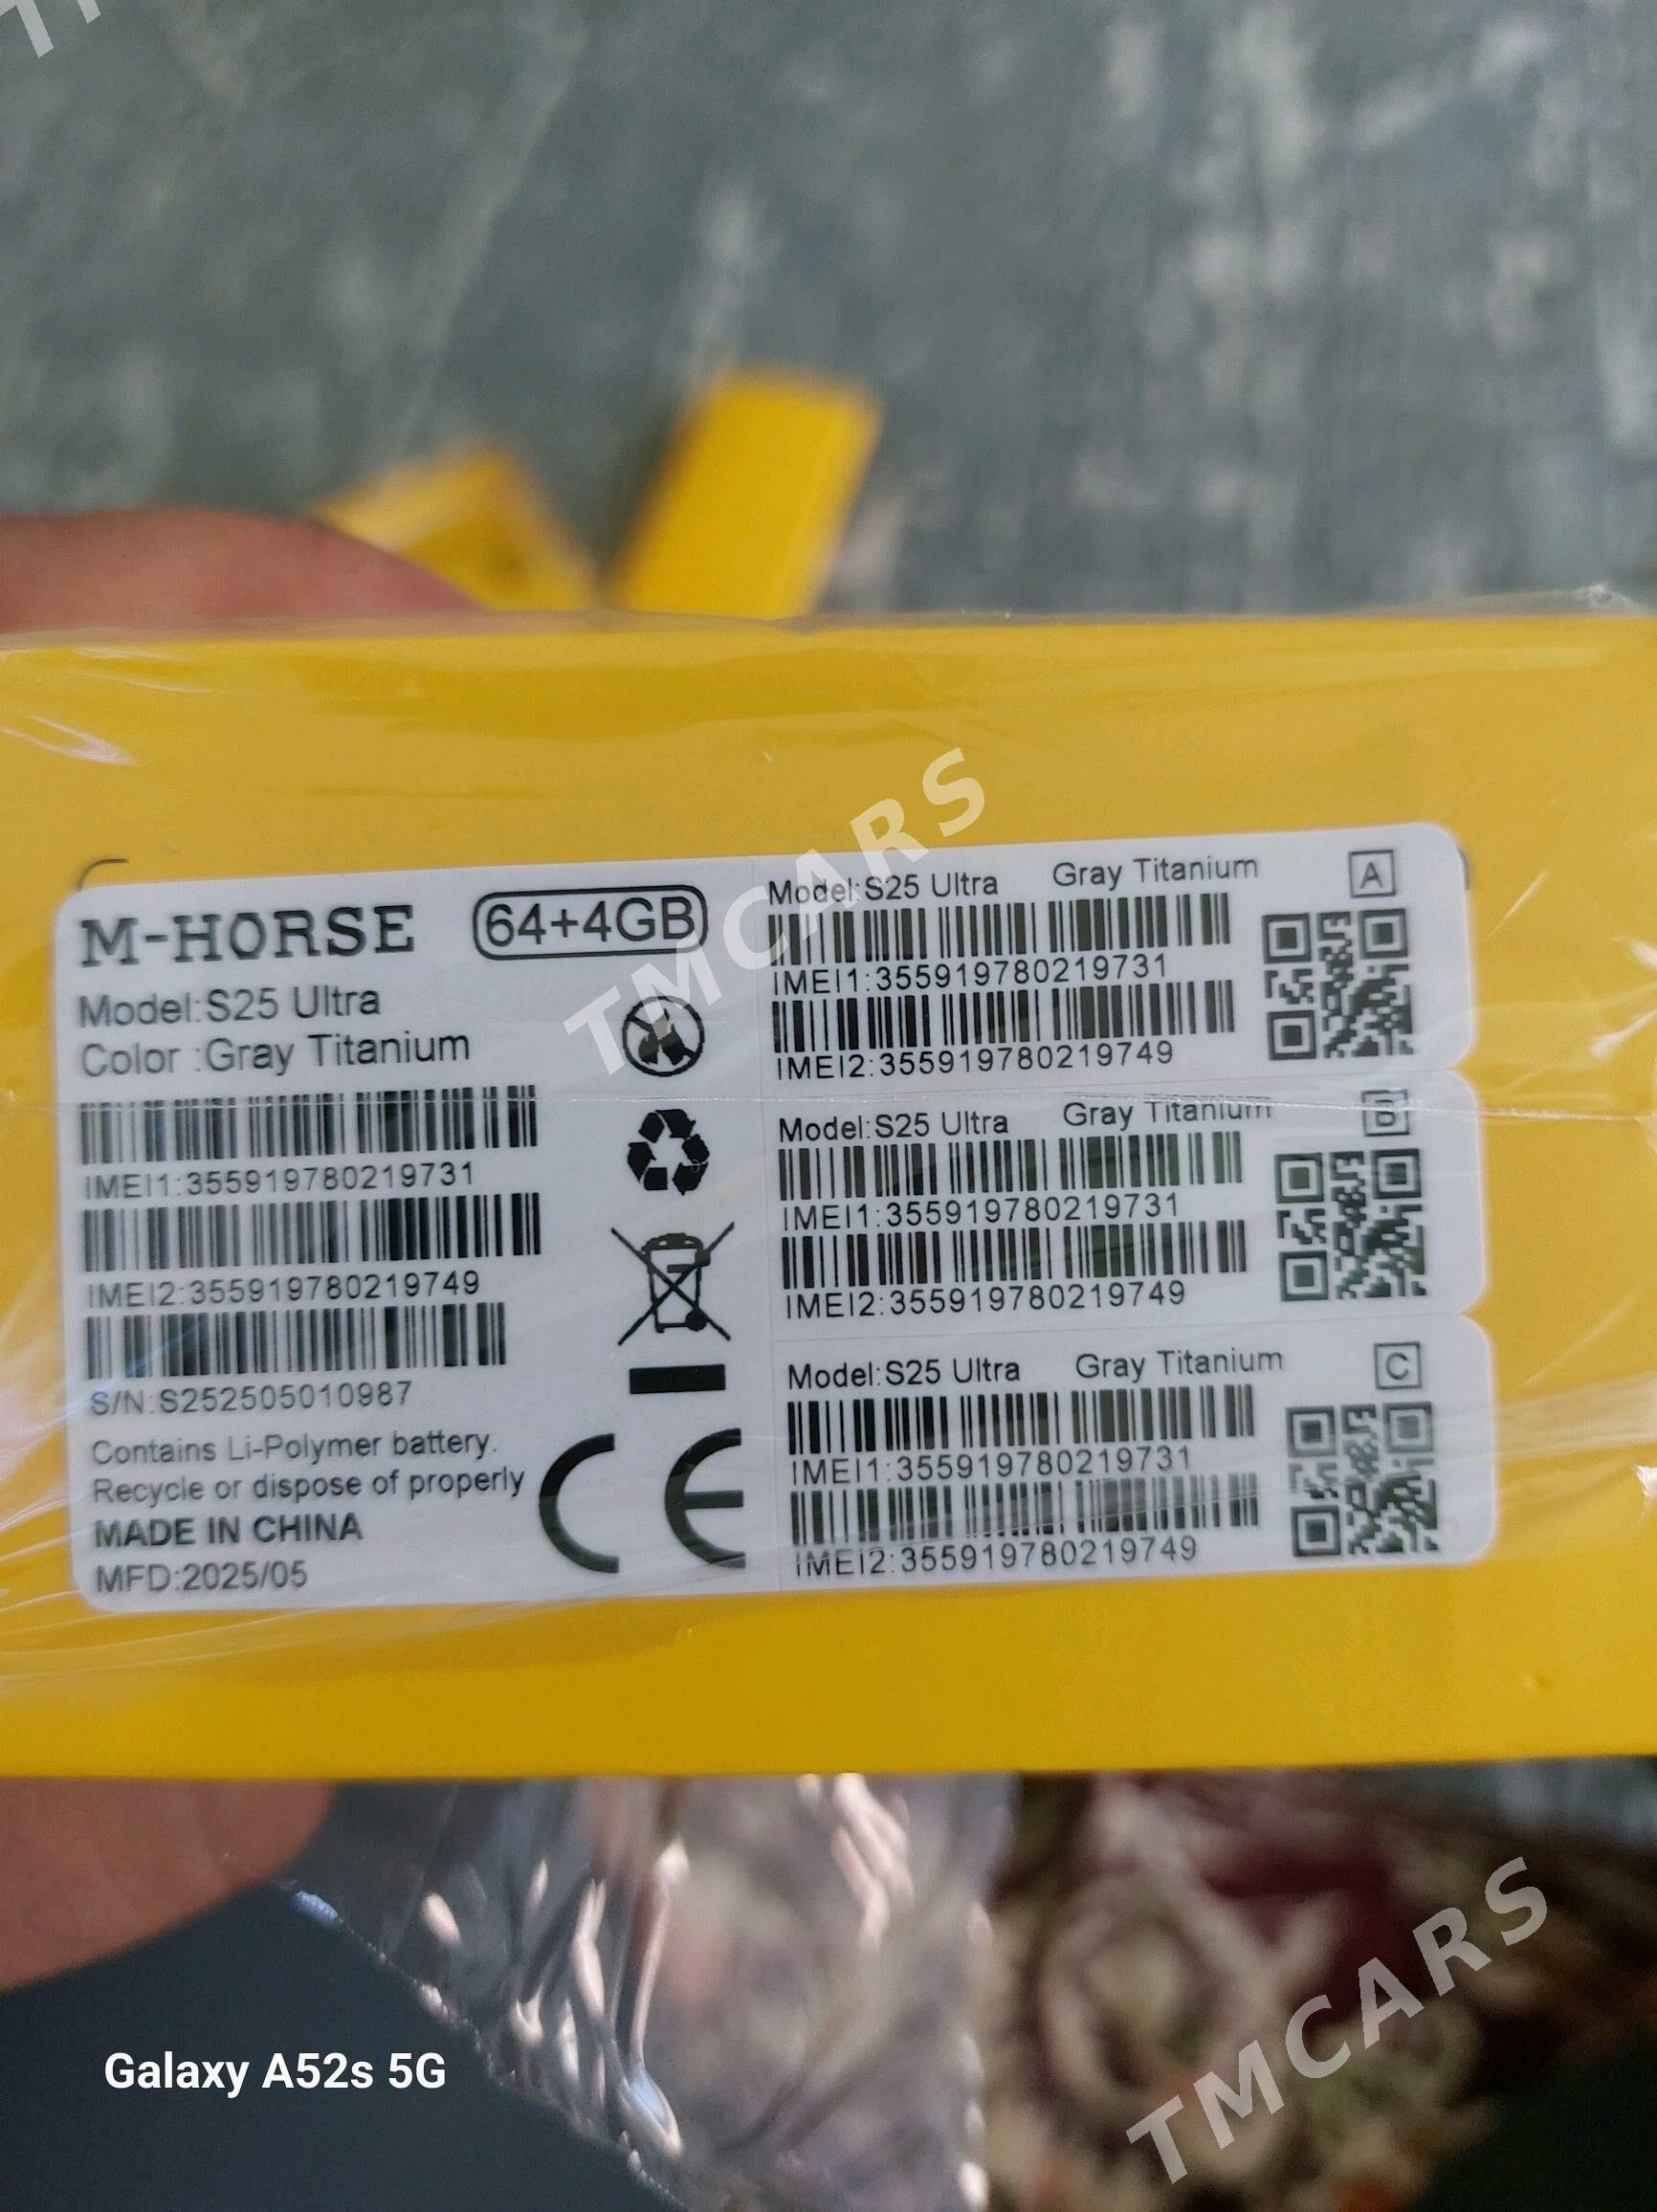 M-HORSE 64+4GB
Model:S25 Ultra
Color :Gray Titanium
IMEI1:355919780219731
IMEI2:355919780219749
S/N:S252505010987
Contains Li-Polymer battery.
Recycle or dispose of properly
MADE IN CHINA
MFD:2025/05
CE
Model:S25 Ultra Gray Titanium A
IMEI1:355919780219731
IMEI2:355919780219749
Model:S25 Ultra Gray Titanium B
IMEI1:355919780219731
IMEI2:355919780219749
Model:S25 Ultra Gray Titanium C
IMEI1:355919780219731
IMEI2:355919780219749
TMCARS
TMCARS
Galaxy A52s 5G